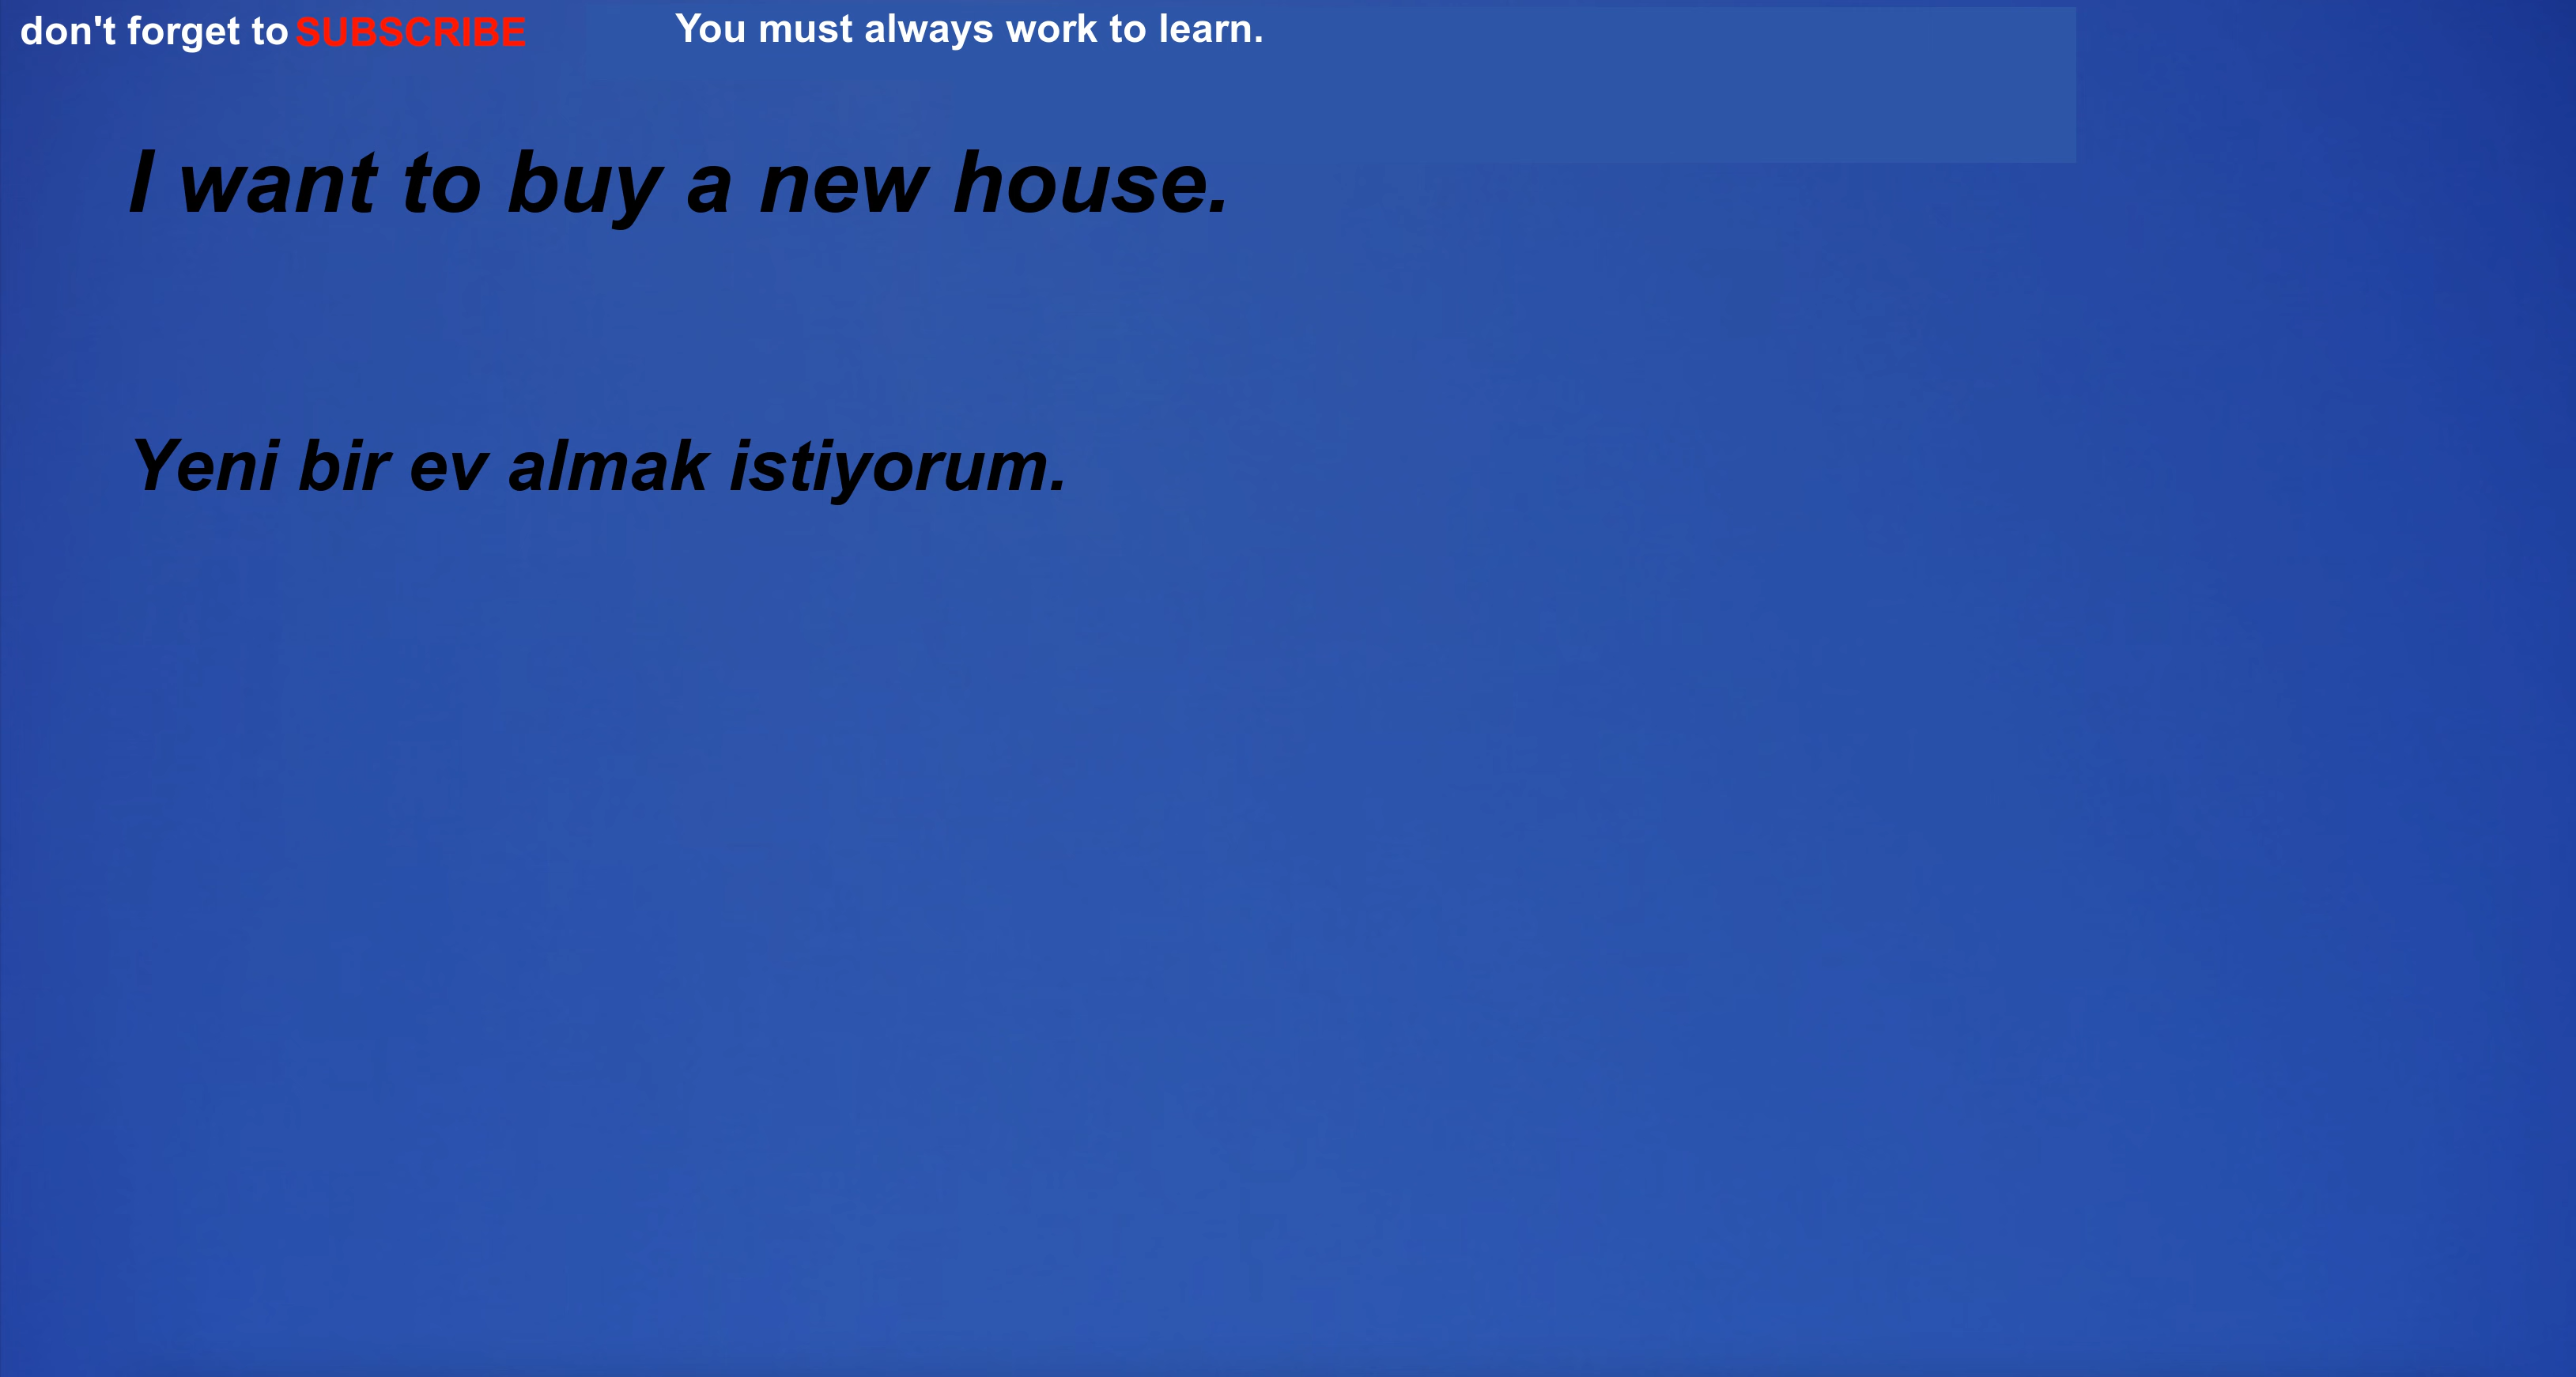 don't forget to SUBSCRIBE
You must always work to learn.
I want to buy a new house.
Yeni bir ev almak istiyorum.